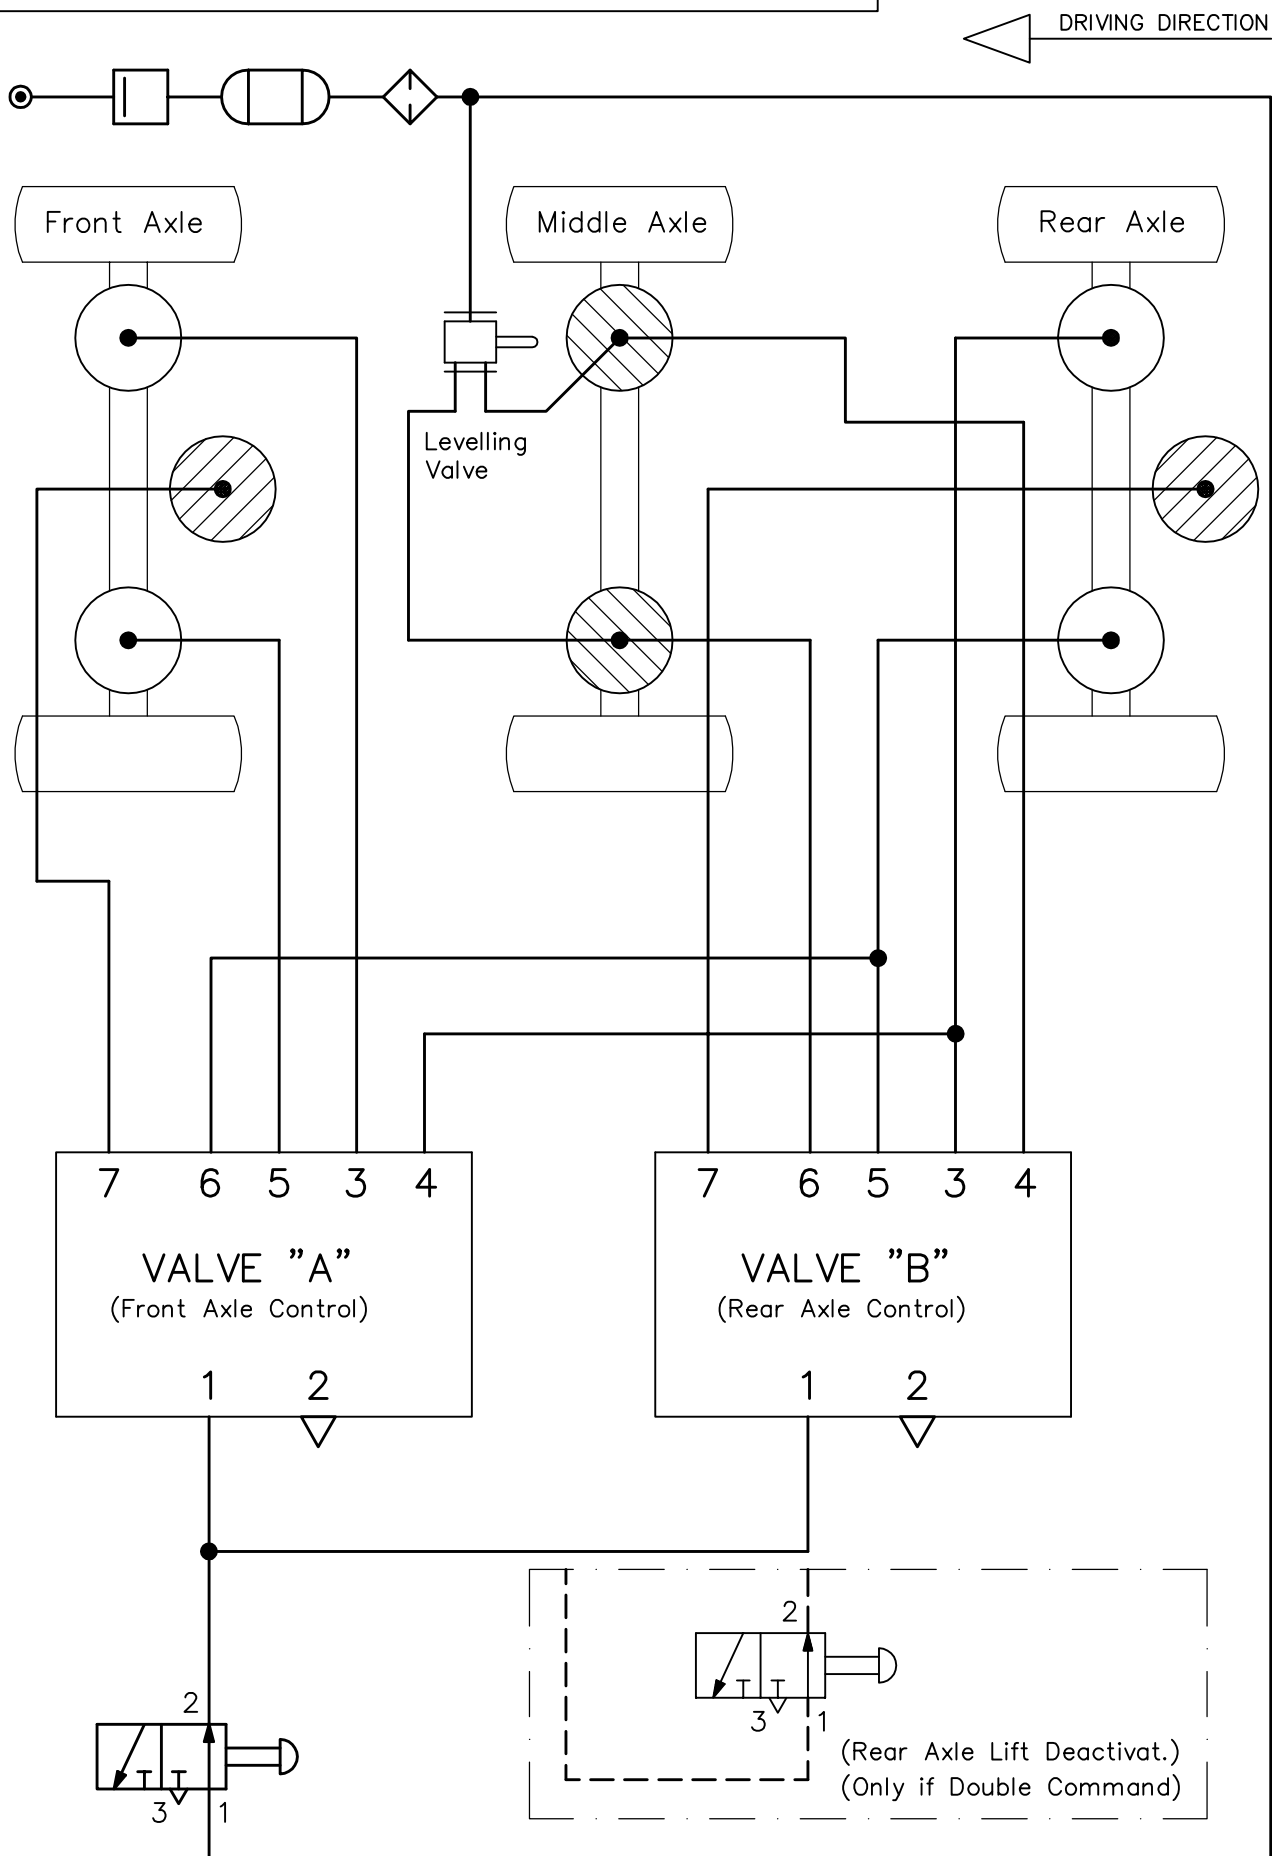 DRIVING DIRECTION
Front Axle
Middle Axle
Rear Axle
Levelling
Valve
7 6 5 3 4
VALVE "A"
(Front Axle Control)
1 2
7 6 5 3 4
VALVE "B"
(Rear Axle Control)
1 2
2
3 1
(Rear Axle Lift Deactivat.)
(Only if Double Command)
2
3 1